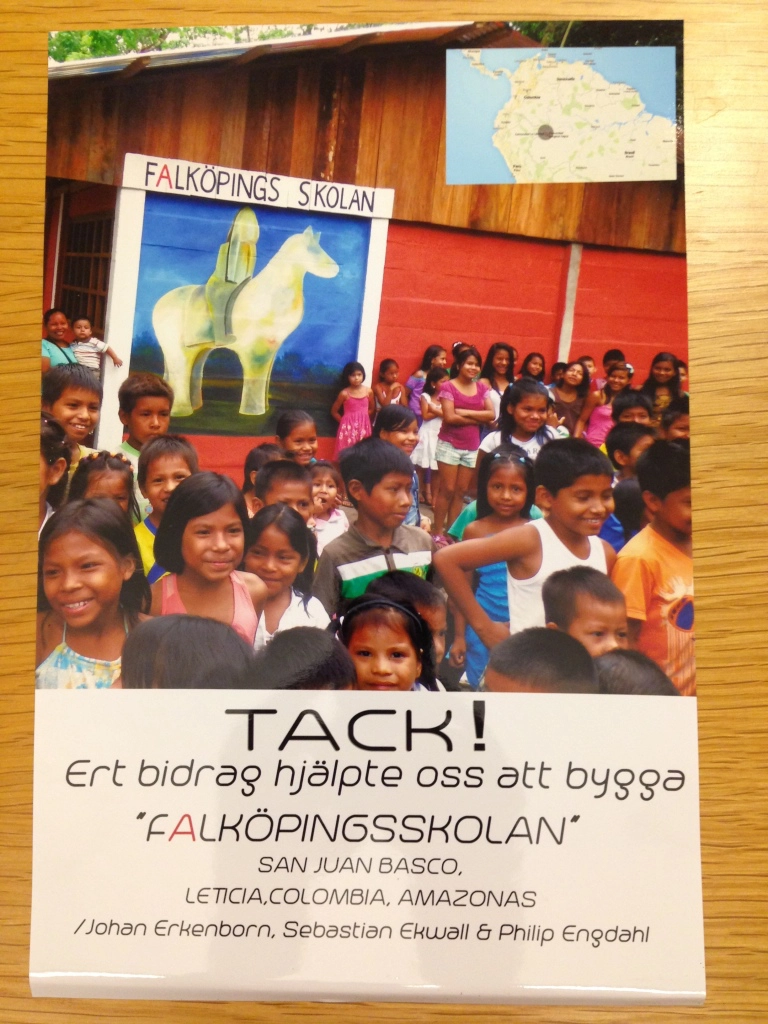 FALKÖPINGS SKOLAN
TACK!
Ert bidrag hjälpte oss att bygga
"FALKÖPINGSSKOLAN"
SAN JUAN BASCO,
LETICIA,COLOMBIA, AMAZONAS
/Johan Erkenborn, Sebastian Ekwall & Philip Engdahl